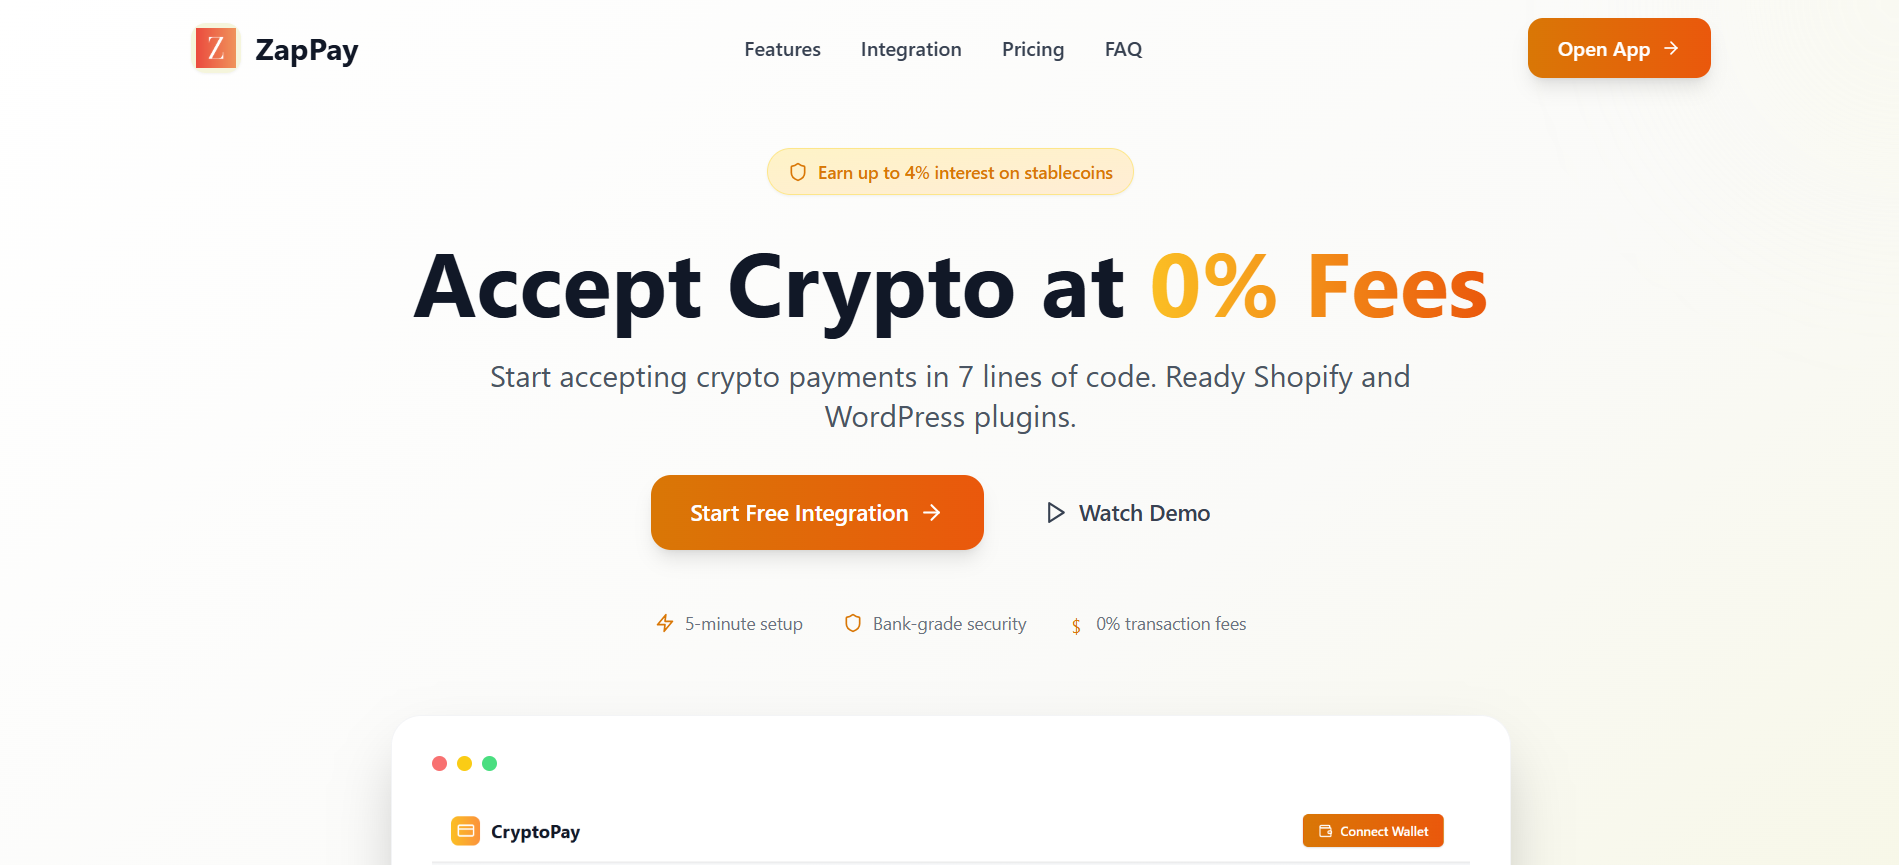 Z ZapPay
Features Integration Pricing FAQ
Open App
Earn up to 4% interest on stablecoins
Accept Crypto at 0% Fees
Start accepting crypto payments in 7 lines of code. Ready Shopify and
WordPress plugins.
Start Free Integration
Watch Demo
5-minute setup
Bank-grade security
$ 0% transaction fees
CryptoPay
Connect Wallet